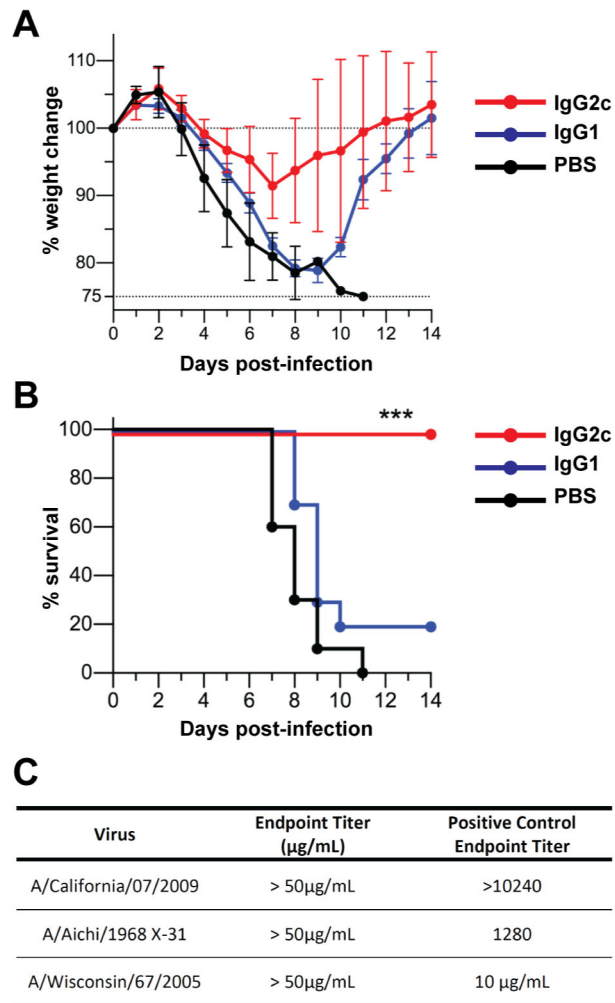 A
% weight change
110
100
90
80
75
0 2 4 6 8 10 12 14
Days post-infection
IgG2c
IgG1
PBS
B
% survival
100
80
60
40
20
0
***
0 2 4 6 8 10 12 14
Days post-infection
IgG2c
IgG1
PBS
C
Virus Endpoint Titer (µg/mL) Positive Control Endpoint Titer
A/California/07/2009 > 50µg/mL >10240
A/Aichi/1968 X-31 > 50µg/mL 1280
A/Wisconsin/67/2005 > 50µg/mL 10 µg/mL